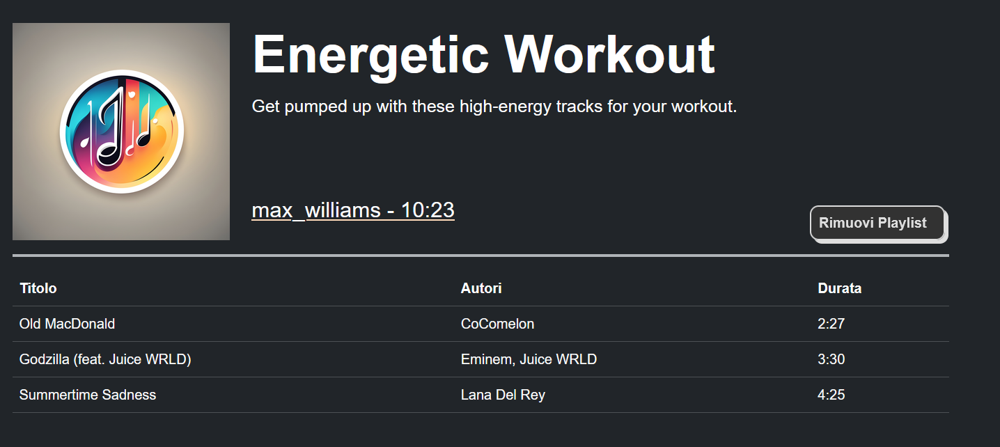 Energetic Workout
Get pumped up with these high-energy tracks for your workout.
max_williams - 10:23
Rimuovi Playlist
Titolo Autori Durata
Old MacDonald CoComelon 2:27
Godzilla (feat. Juice WRLD) Eminem, Juice WRLD 3:30
Summertime Sadness Lana Del Rey 4:25